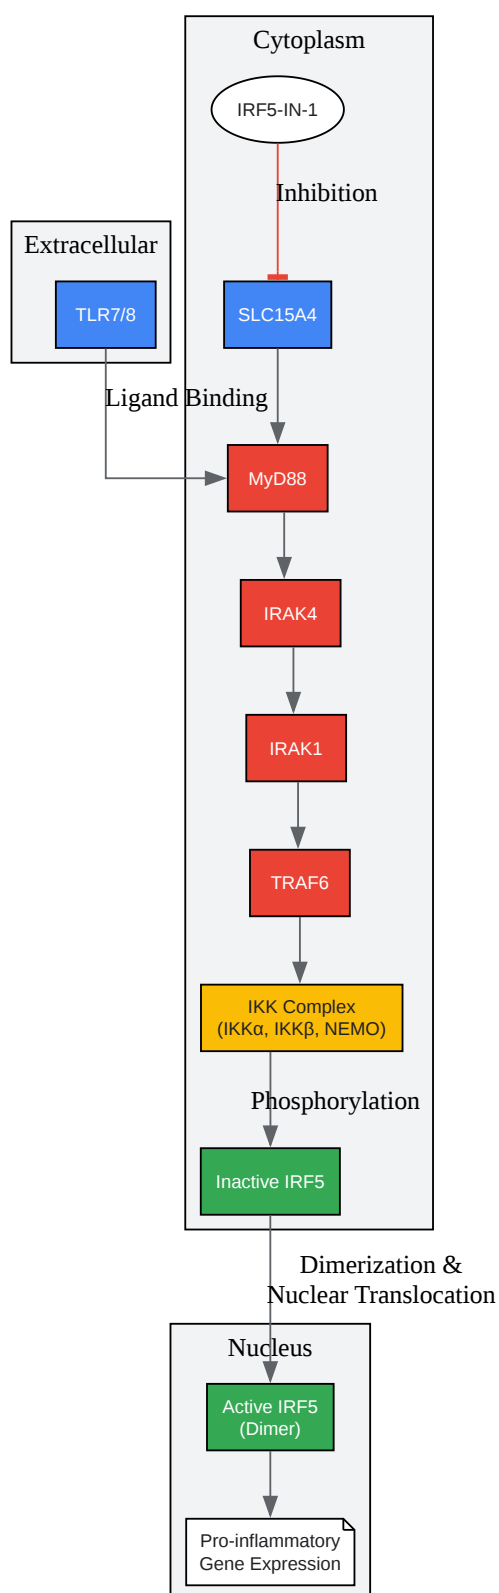 Cytoplasm
IRF5-IN-1
Inhibition
Extracellular
TLR7/8
SLC15A4
Ligand Binding
MyD88
IRAK4
IRAK1
TRAF6
IKK Complex
(IKKα, IKKβ, NEMO)
Phosphorylation
Inactive IRF5
Dimerization &
Nuclear Translocation
Nucleus
Active IRF5
(Dimer)
Pro-inflammatory
Gene Expression